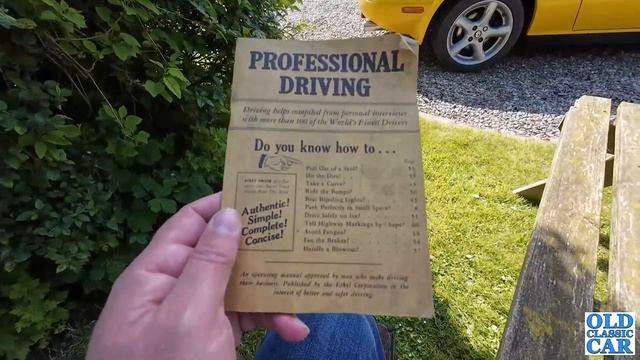 PROFESSIONAL
DRIVING
Driving helps compiled from personal interviews
with more than 100 of the World's Finest Drivers
Do you know how to . . .
Page
Pull Out of a Skid?
Hit the Dirt?
Take a Curve?
Ride the Bumps?
Beat Blinding Lights?
Park Perfectly in Small Space?
Drive Safely on Ice?
Tell Highway Markings by Shape?
Avoid Fatigue?
Fan the Brakes?
Handle a Blowout?
Authentic!
Simple!
Complete!
Concise!
An operating manual approved by men who make driving
their business. Published by the Ethyl Corporation in the
interest of better and safer driving.
OLD
CLASSIC
CAR